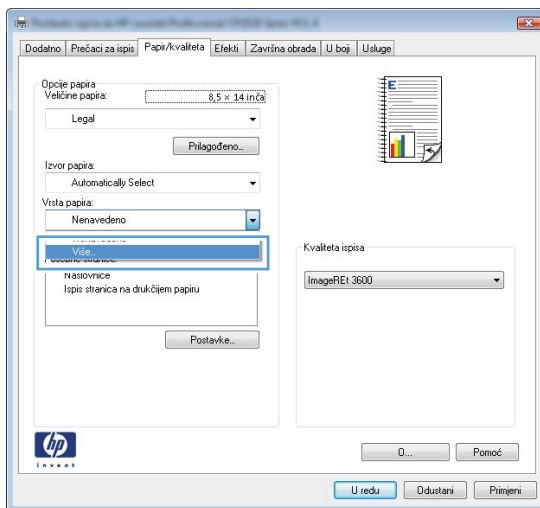 Dodatno Prečaci za ispis Papir/kvaliteta Efekti Završna obrada U boji Usluge
Opcije papira
Veličine papira: 8,5 × 14 inča
Legal
Prilagođeno..
Izvor papira:
Automatically Select
Vrsta papira:
Nenavedeno
Više..
Naslovnice
Ispis stranica na drukčijem papiru
Postavke...
Kvaliteta ispisa
ImageREt 3600
E
hp
invent
O... Pomoć
U redu Odustani Primjeni